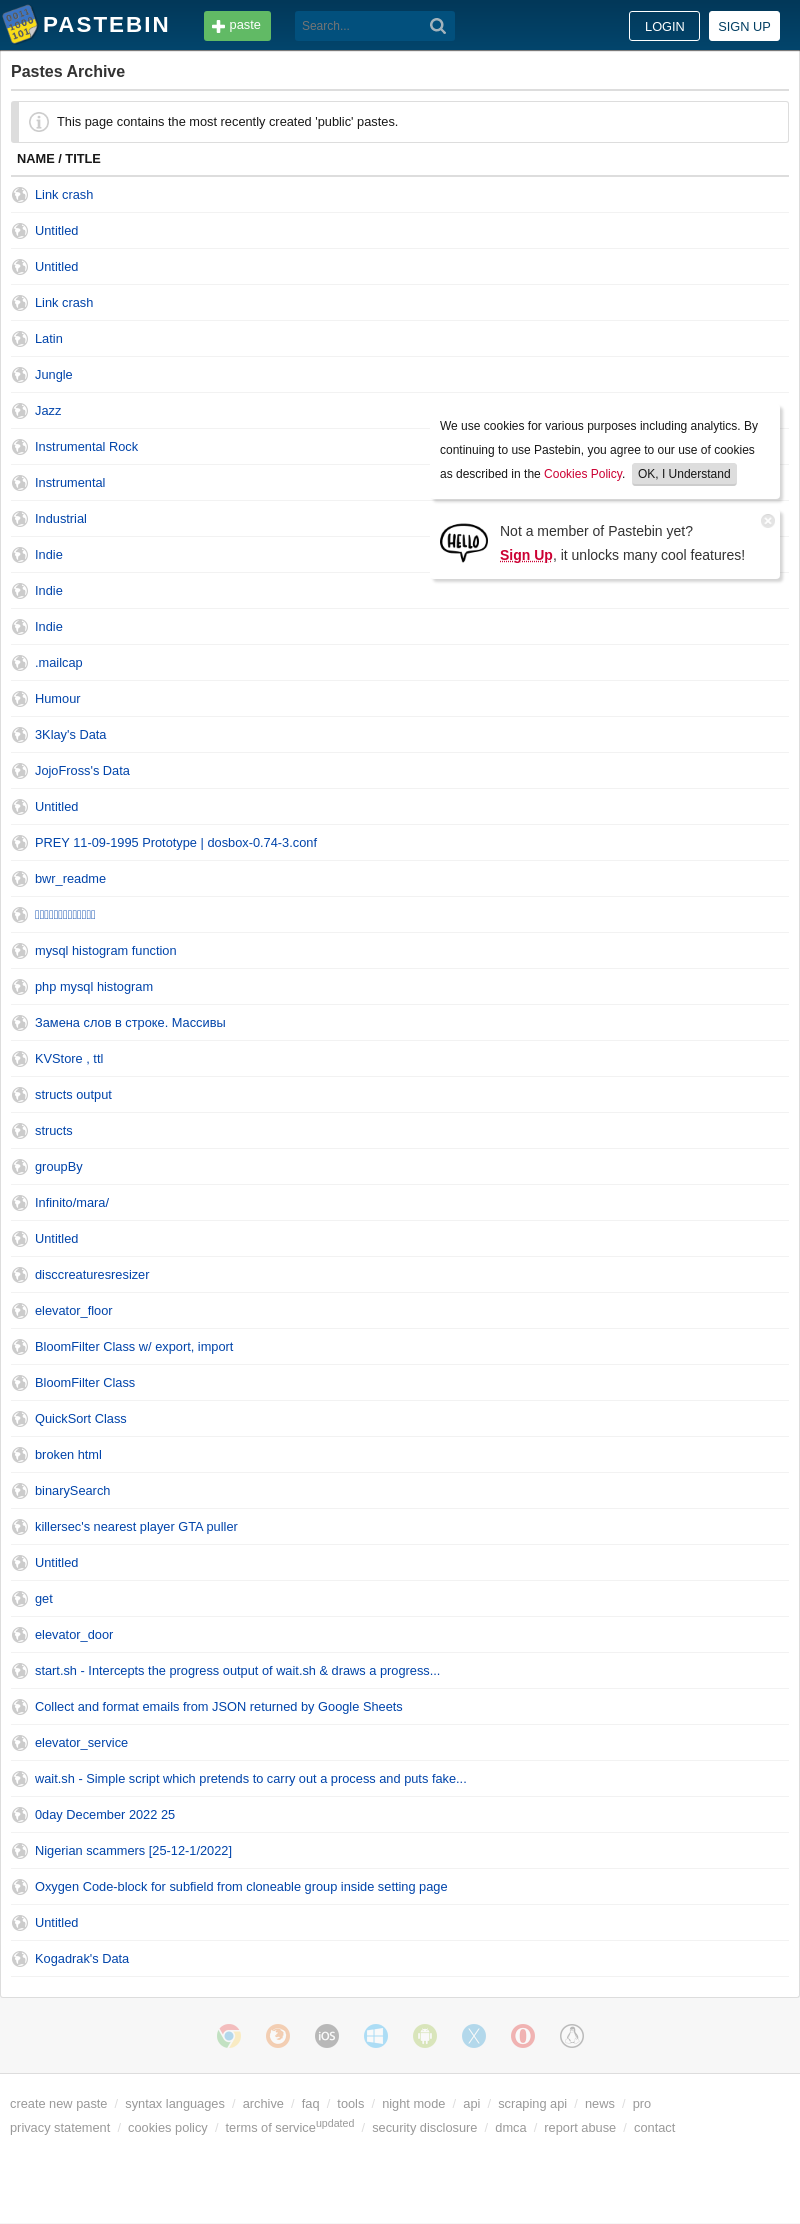 PASTEBIN
paste
Search...
LOGIN
SIGN UP
Pastes Archive
This page contains the most recently created 'public' pastes.
NAME / TITLE
Link crash
Untitled
Untitled
Link crash
Latin
Jungle
Jazz
Instrumental Rock
Instrumental
Industrial
Indie
Indie
Indie
.mailcap
Humour
3Klay's Data
JojoFross's Data
Untitled
PREY 11-09-1995 Prototype | dosbox-0.74-3.conf
bwr_readme
mysql histogram function
php mysql histogram
Замена слов в строке. Массивы
KVStore , ttl
structs output
structs
groupBy
Infinito/mara/
Untitled
disccreaturesresizer
elevator_floor
BloomFilter Class w/ export, import
BloomFilter Class
QuickSort Class
broken html
binarySearch
killersec's nearest player GTA puller
Untitled
get
elevator_door
start.sh - Intercepts the progress output of wait.sh & draws a progress...
Collect and format emails from JSON returned by Google Sheets
elevator_service
wait.sh - Simple script which pretends to carry out a process and puts fake...
0day December 2022 25
Nigerian scammers [25-12-1/2022]
Oxygen Code-block for subfield from cloneable group inside setting page
Untitled
Kogadrak's Data
We use cookies for various purposes including analytics. By
continuing to use Pastebin, you agree to our use of cookies
as described in the Cookies Policy. OK, I Understand
HELLO
Not a member of Pastebin yet?
Sign Up, it unlocks many cool features!
iOS
create new paste / syntax languages / archive / faq / tools / night mode / api / scraping api / news / pro
privacy statement / cookies policy / terms of service updated / security disclosure / dmca / report abuse / contact